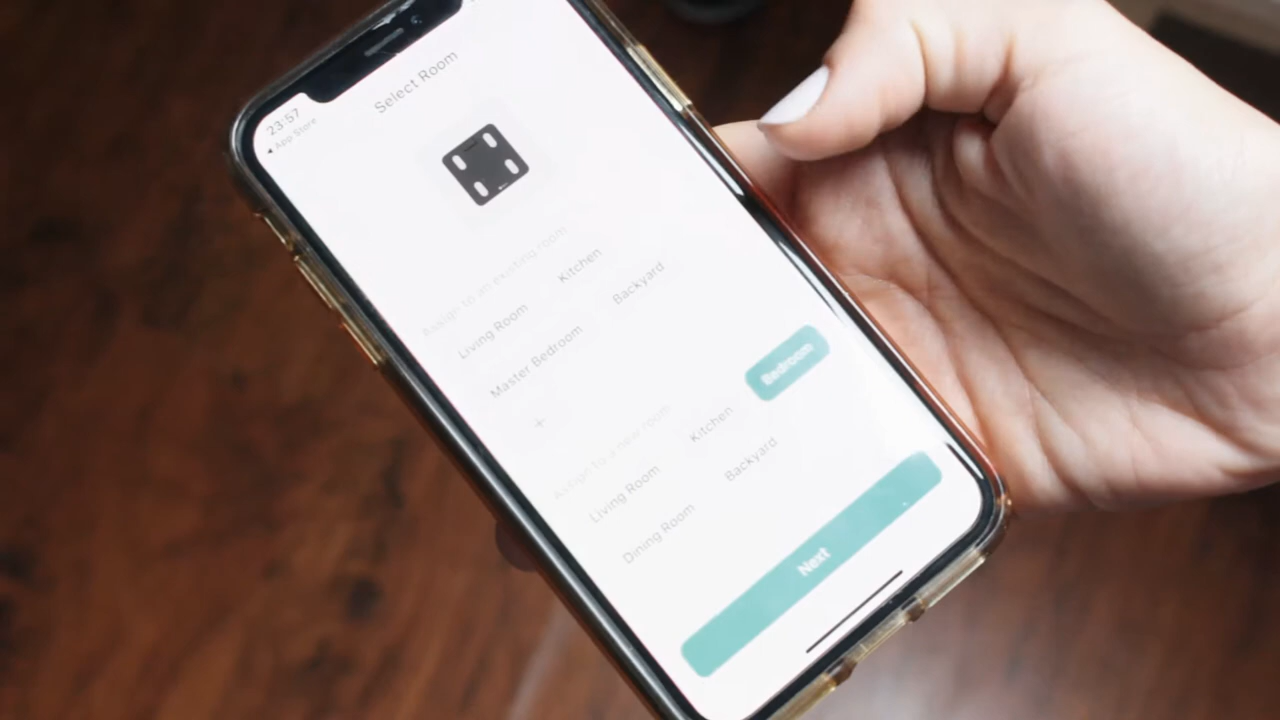 23:57
◂ App Store
Select Room
Assign to an existing room
Living Room Kitchen
Master Bedroom Backyard
+
Assign to a new room
Living Room Kitchen Bedroom
Dining Room Backyard
Next